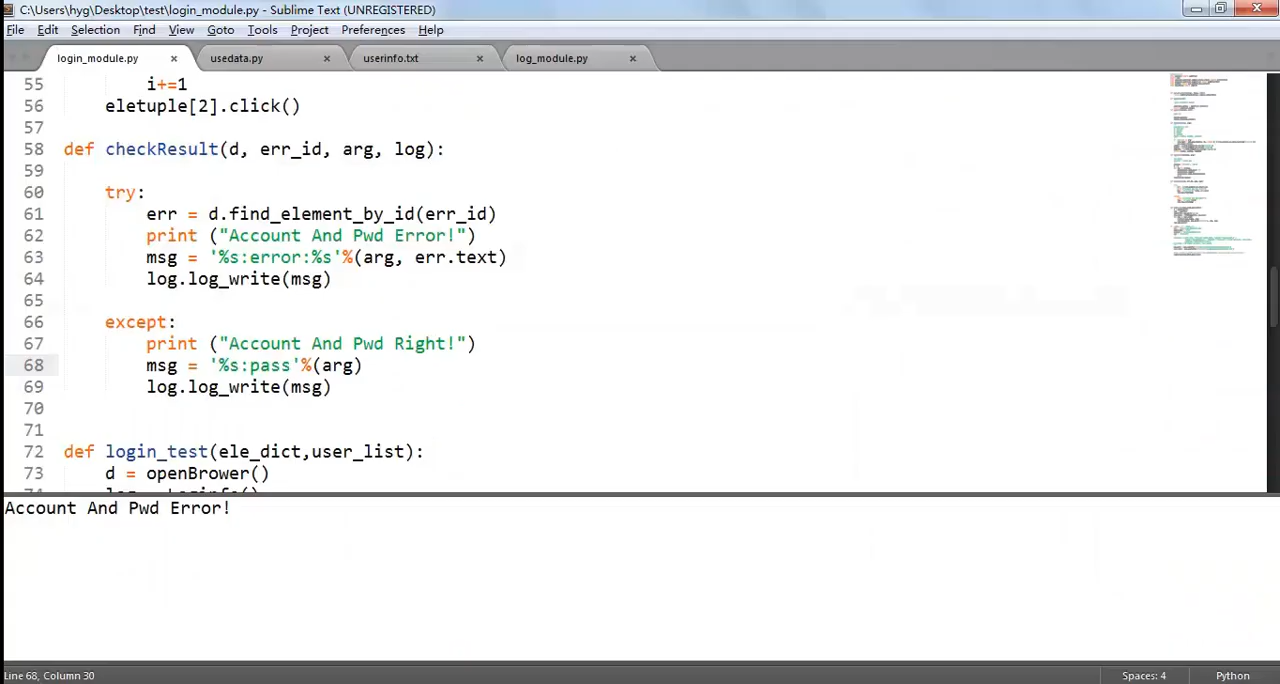 C:\Users\hyg\Desktop\test\login_module.py - Sublime Text (UNREGISTERED)
File Edit Selection Find View Goto Tools Project Preferences Help
login_module.py × usedata.py × userinfo.txt × log_module.py ×
55 i+=1
56 eletuple[2].click()
57
58 def checkResult(d, err_id, arg, log):
59
60 try:
61 err = d.find_element_by_id(err_id)
62 print ("Account And Pwd Error!")
63 msg = '%s:error:%s'%(arg, err.text)
64 log.log_write(msg)
65
66 except:
67 print ("Account And Pwd Right!")
68 msg = '%s:pass'%(arg)
69 log.log_write(msg)
70
71
72 def login_test(ele_dict,user_list):
73 d = openBrower()
Account And Pwd Error!
Line 68, Column 30
Spaces: 4
Python